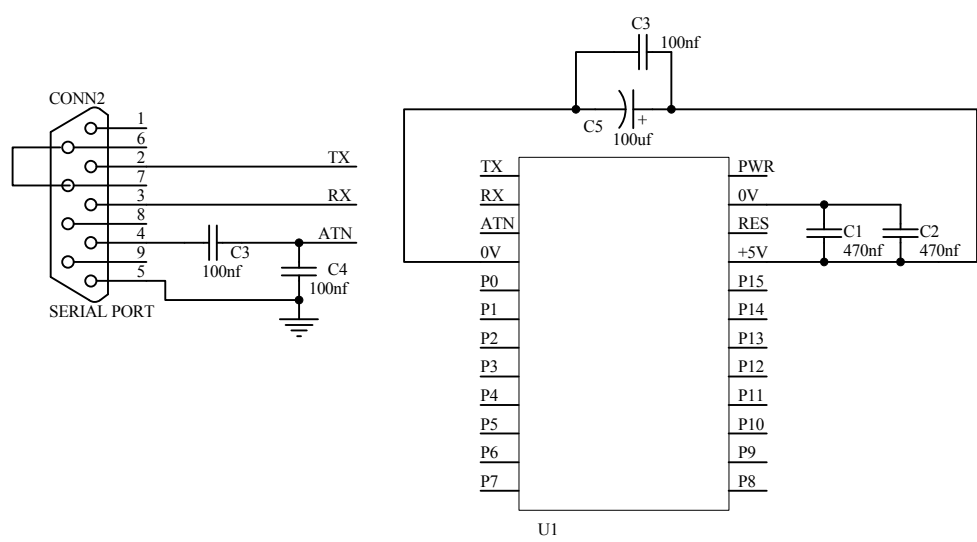 CONN2
1
6
2
TX
7
3
RX
8
4
ATN
9
5
C3
100nf
C4
100nf
SERIAL PORT
C3
100nf
C5
+
100uf
TX
RX
ATN
0V
P0
P1
P2
P3
P4
P5
P6
P7
PWR
0V
RES
+5V
P15
P14
P13
P12
P11
P10
P9
P8
C1
470nf
C2
470nf
U1